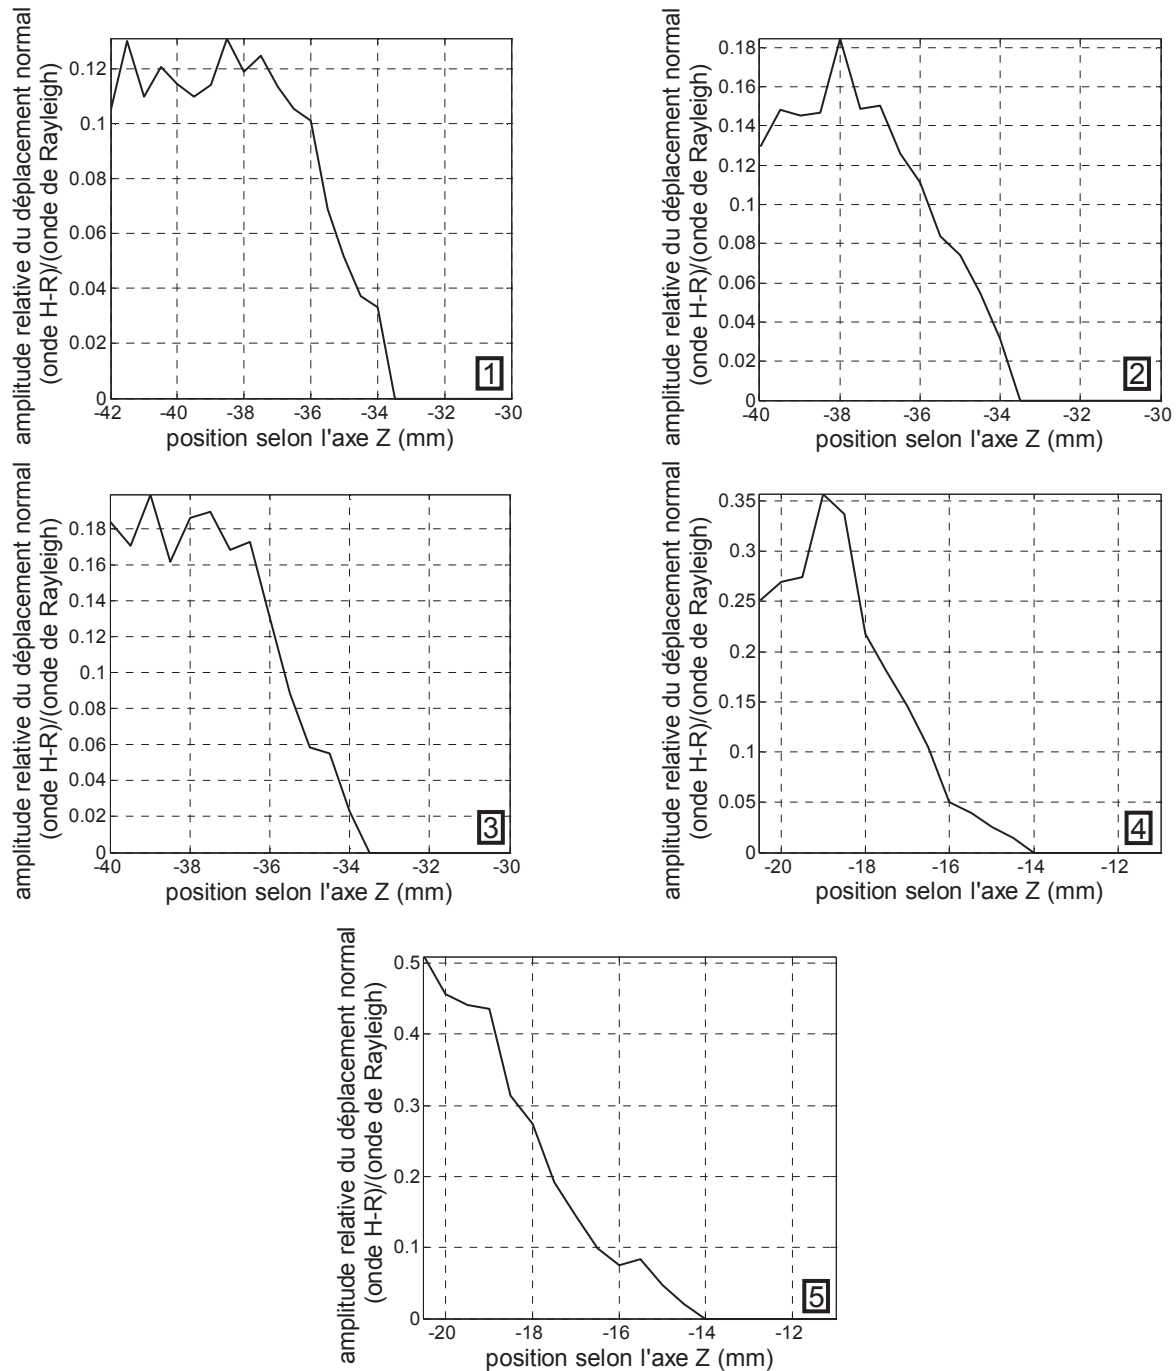 amplitude relative du déplacement normal
(onde H-R)/(onde de Rayleigh)
0.12
0.1
0.08
0.06
0.04
0.02
0
-42 -40 -38 -36 -34 -32 -30
position selon l'axe Z (mm)
1
amplitude relative du déplacement normal
(onde H-R)/(onde de Rayleigh)
0.18
0.16
0.14
0.12
0.1
0.08
0.06
0.04
0.02
0
-40 -38 -36 -34 -32 -30
position selon l'axe Z (mm)
2
amplitude relative du déplacement normal
(onde H-R)/(onde de Rayleigh)
0.18
0.16
0.14
0.12
0.1
0.08
0.06
0.04
0.02
0
-40 -38 -36 -34 -32 -30
position selon l'axe Z (mm)
3
amplitude relative du déplacement normal
(onde H-R)/(onde de Rayleigh)
0.35
0.3
0.25
0.2
0.15
0.1
0.05
0
-20 -18 -16 -14 -12
position selon l'axe Z (mm)
4
amplitude relative du déplacement normal
(onde H-R)/(onde de Rayleigh)
0.5
0.4
0.3
0.2
0.1
0
-20 -18 -16 -14 -12
position selon l'axe Z (mm)
5